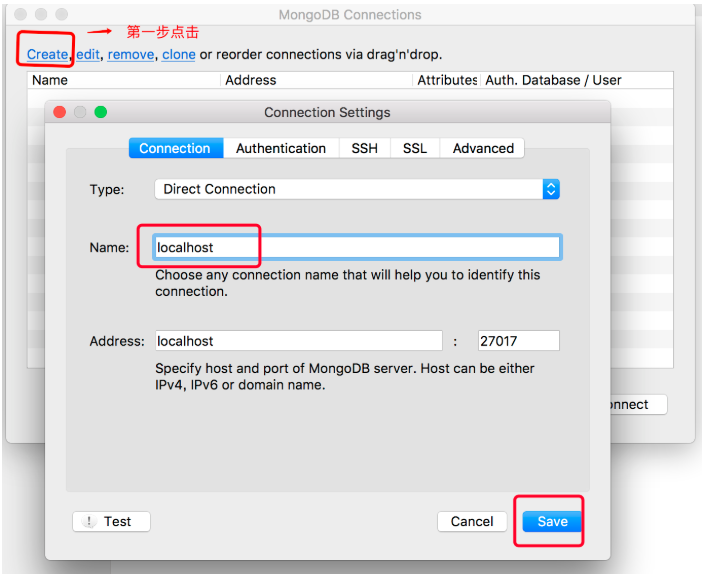 MongoDB Connections
第一步点击
Create, edit, remove, clone or reorder connections via drag'n'drop.
Name Address Attributes Auth. Database / User
Connection Settings
Connection Authentication SSH SSL Advanced
Type: Direct Connection
Name: localhost
Choose any connection name that will help you to identify this
connection.
Address: localhost : 27017
Specify host and port of MongoDB server. Host can be either
IPv4, IPv6 or domain name.
onnect
! Test Cancel Save